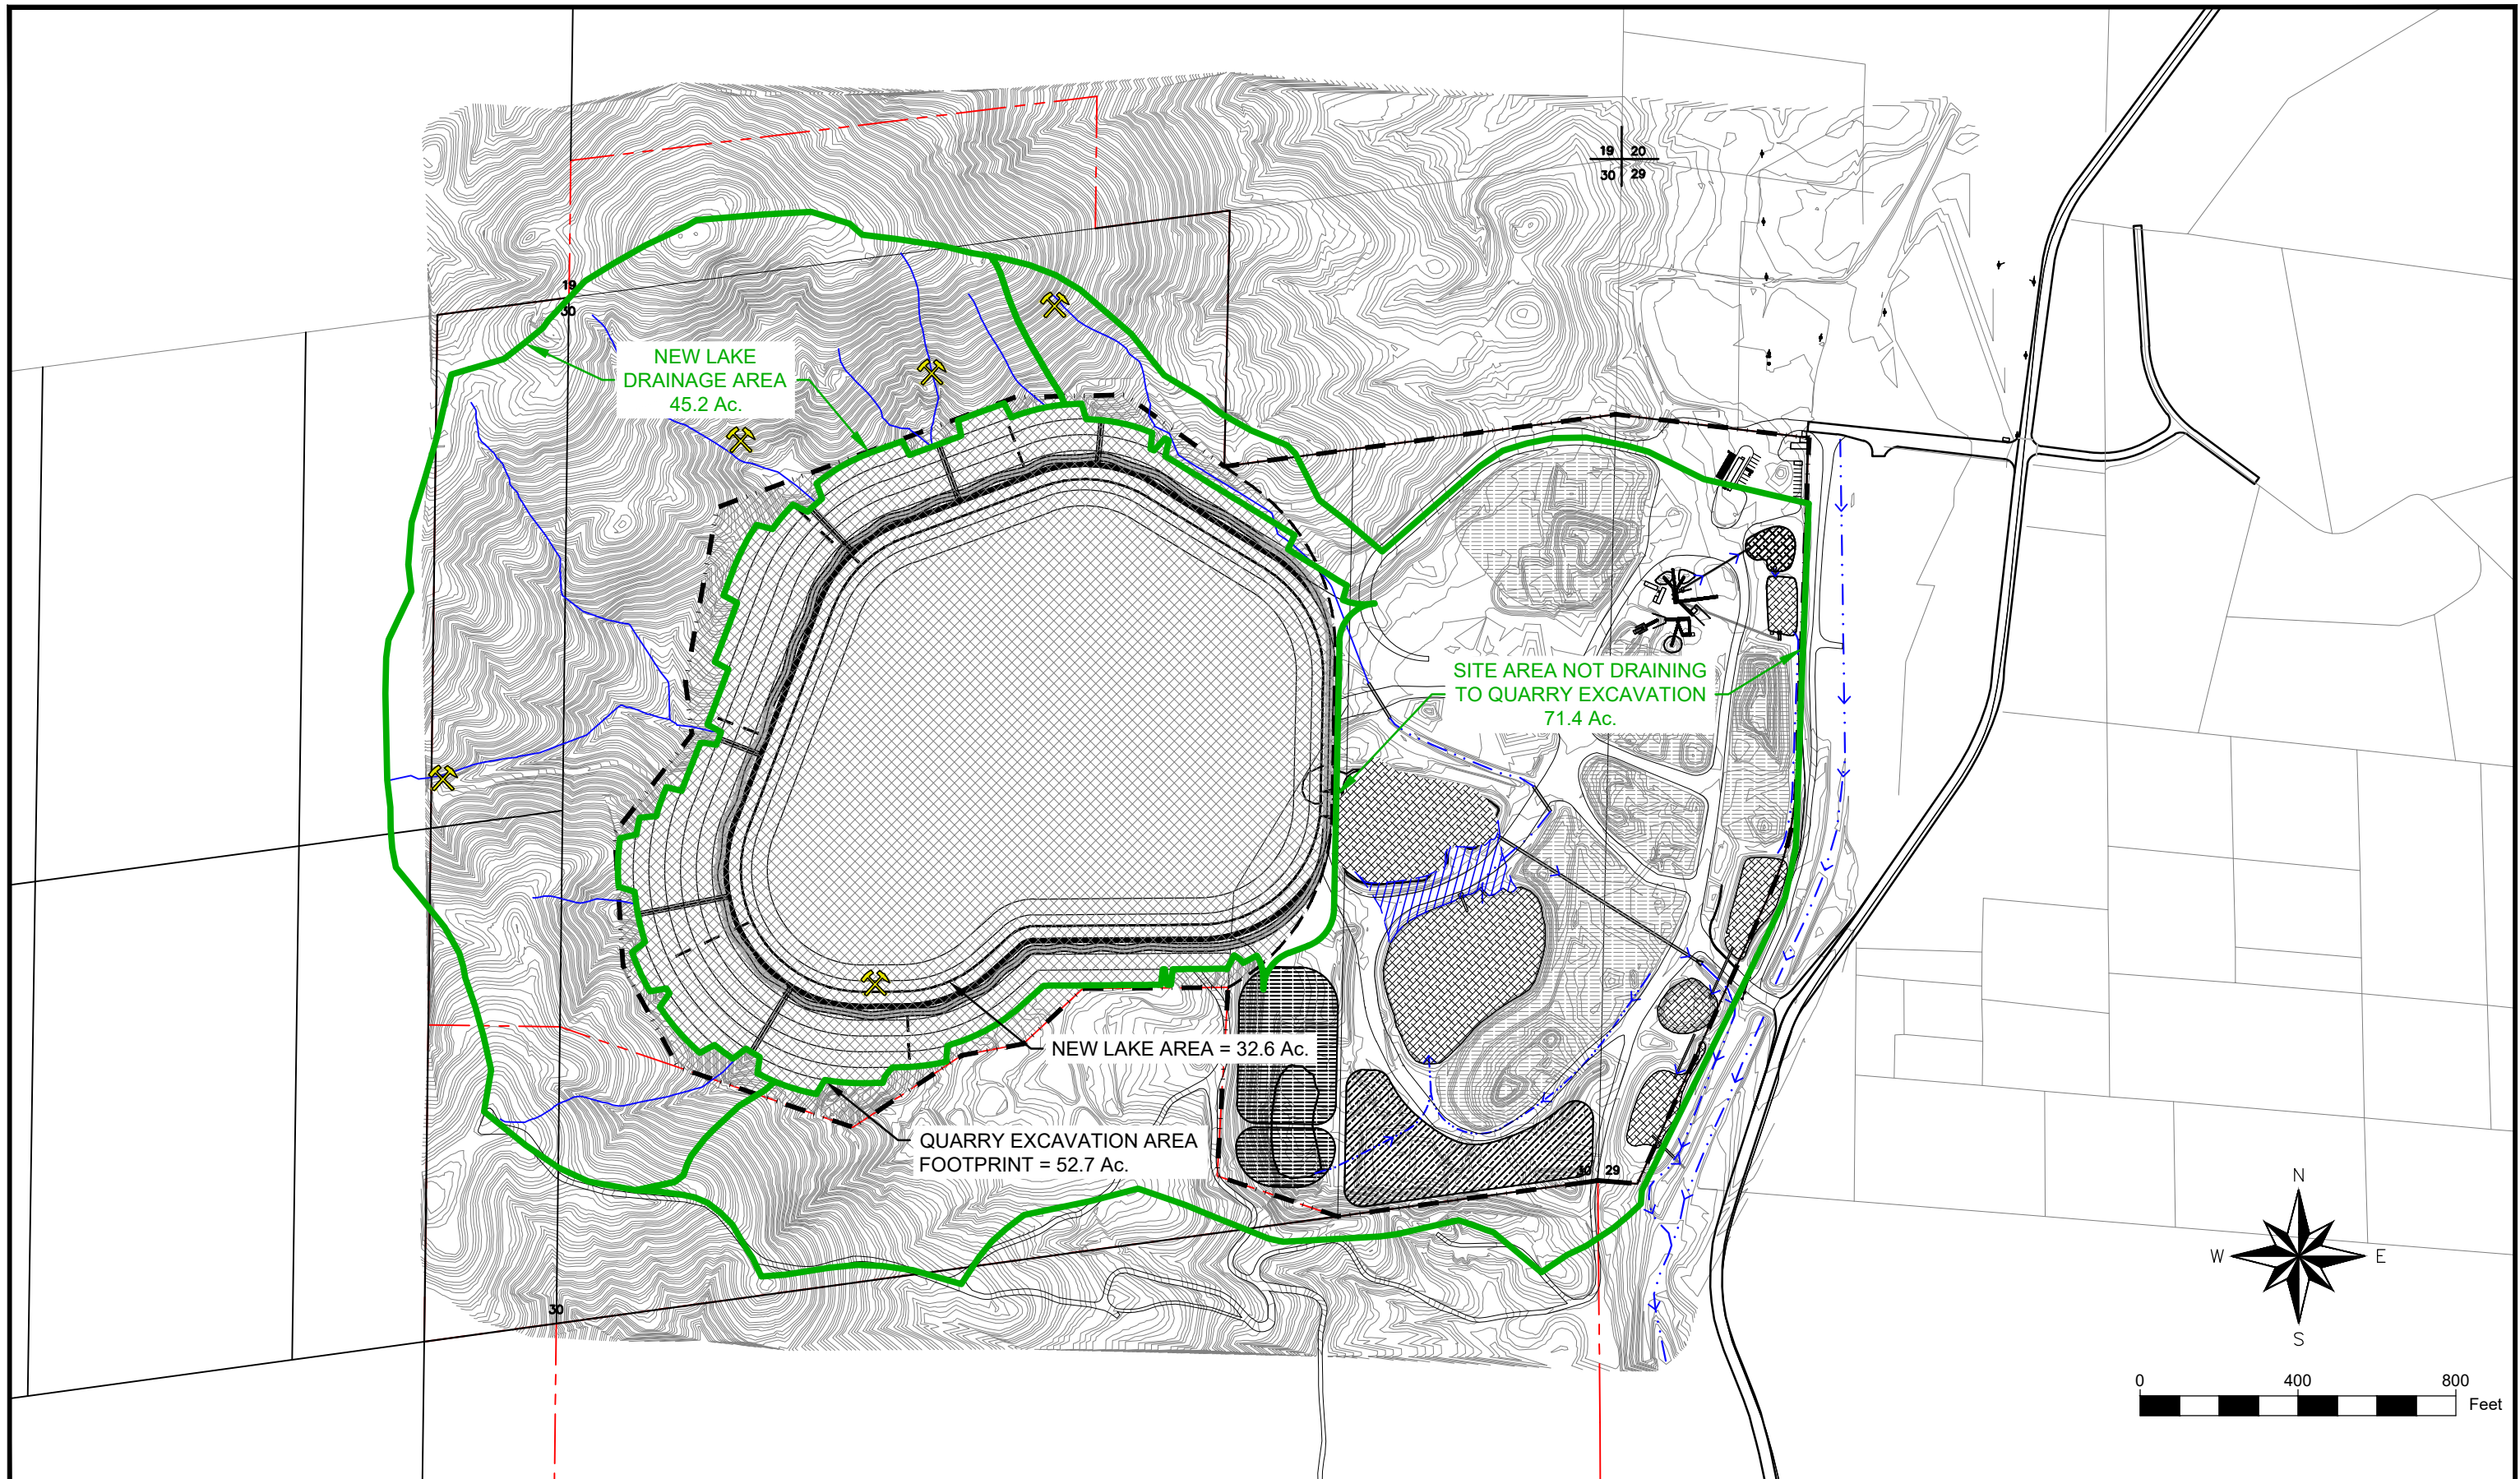 19 20
30 29
19
30
NEW LAKE
DRAINAGE AREA
45.2 Ac.
SITE AREA NOT DRAINING
TO QUARRY EXCAVATION
71.4 Ac.
NEW LAKE AREA = 32.6 Ac.
QUARRY EXCAVATION AREA
FOOTPRINT = 52.7 Ac.
30 29
30
N
W E
S
0 400 800
Feet